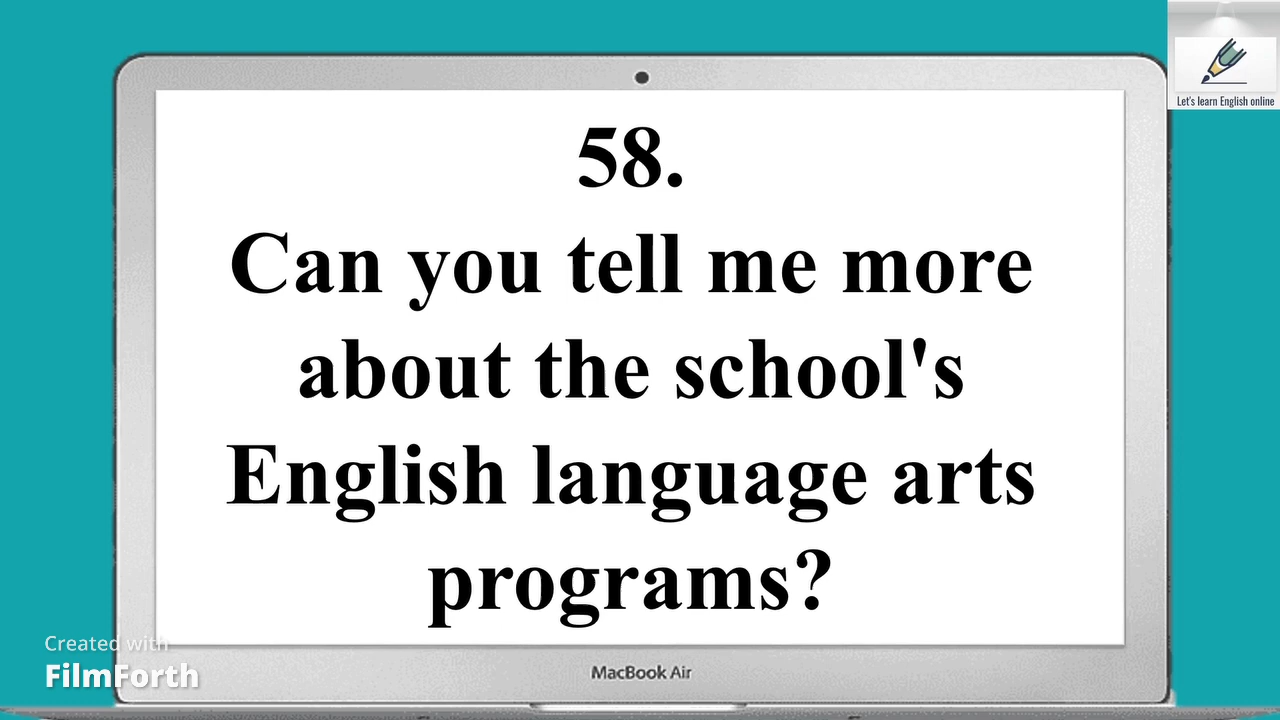 Let's learn English online
58.
Can you tell me more
about the school's
English language arts
programs?
Created with
FilmForth
MacBook Air